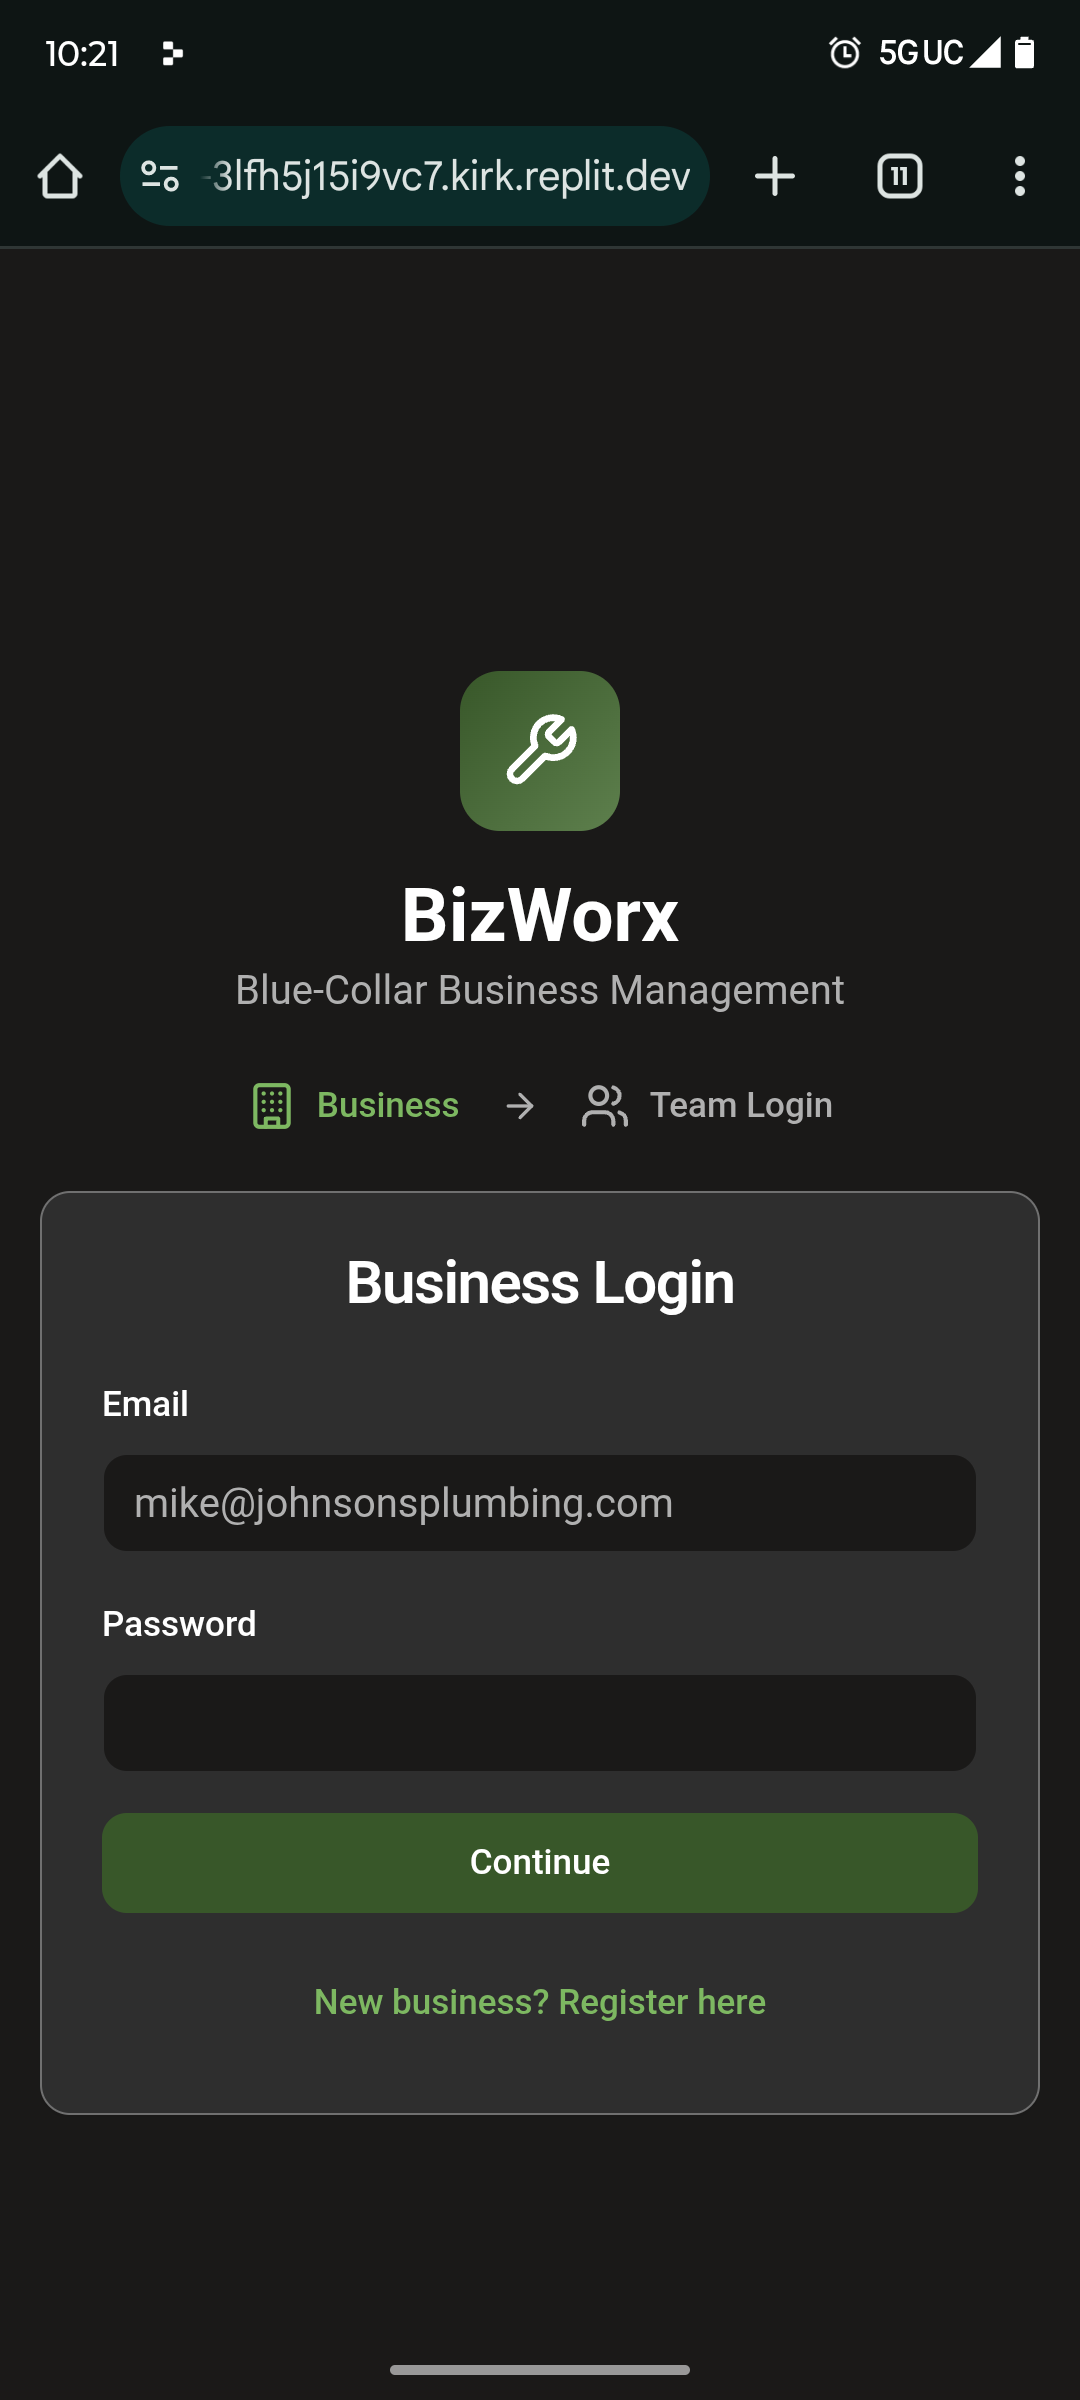 10:21
5G UC
-3lfh5j15i9vc7.kirk.replit.dev
11
BizWorx
Blue-Collar Business Management
Business
Team Login
Business Login
Email
mike@johnsonsplumbing.com
Password
Continue
New business? Register here